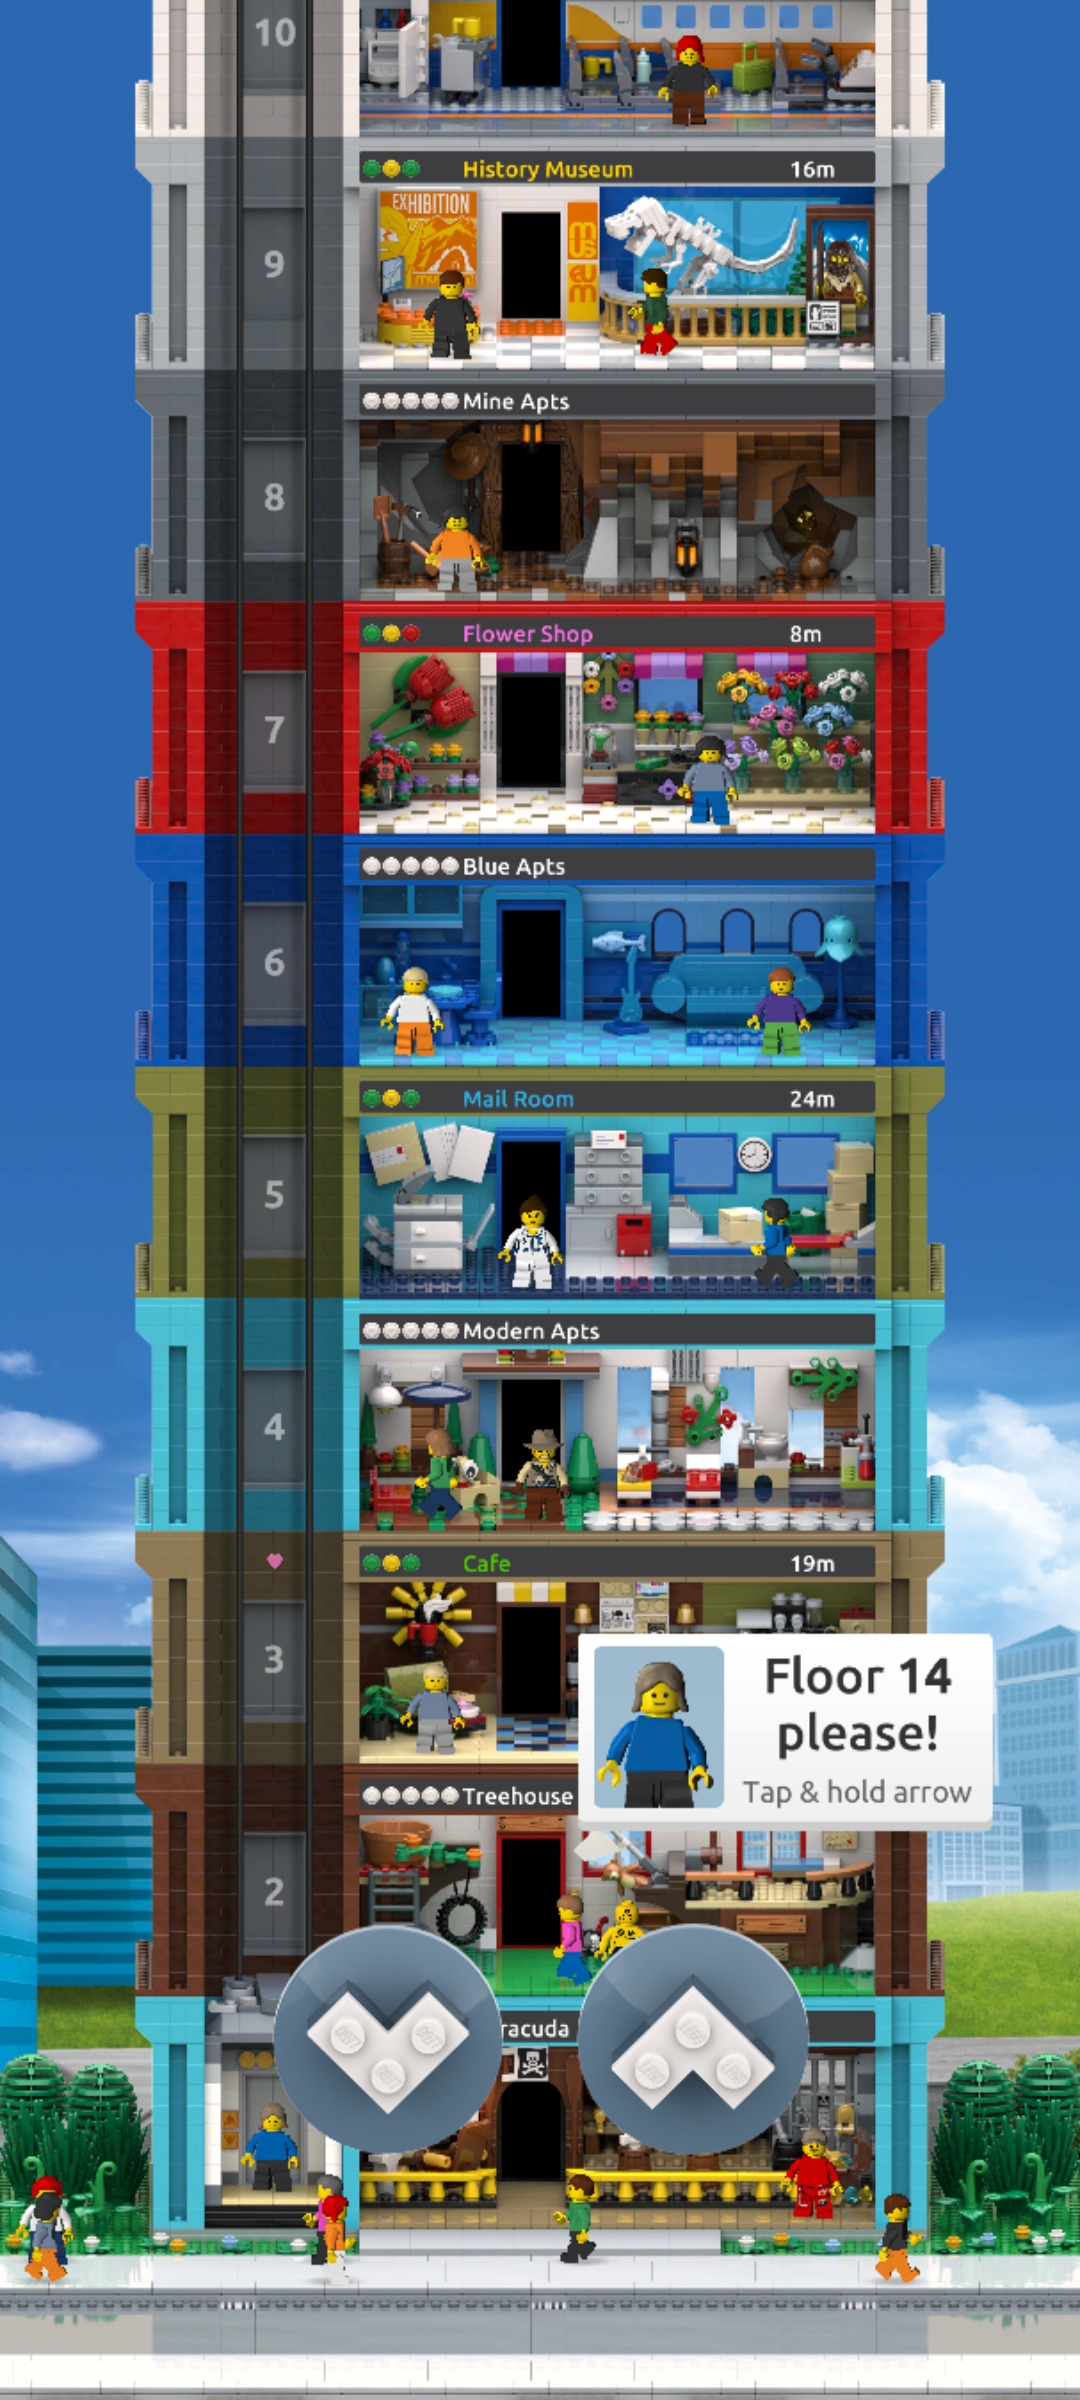 10
History Museum 16m
EXHIBITION
museum
9
Mine Apts
8
Flower Shop 8m
7
Blue Apts
6
Mail Room 24m
5
Modern Apts
4
Cafe 19m
3
Floor 14
please!
Tap & hold arrow
Treehouse
2
racuda